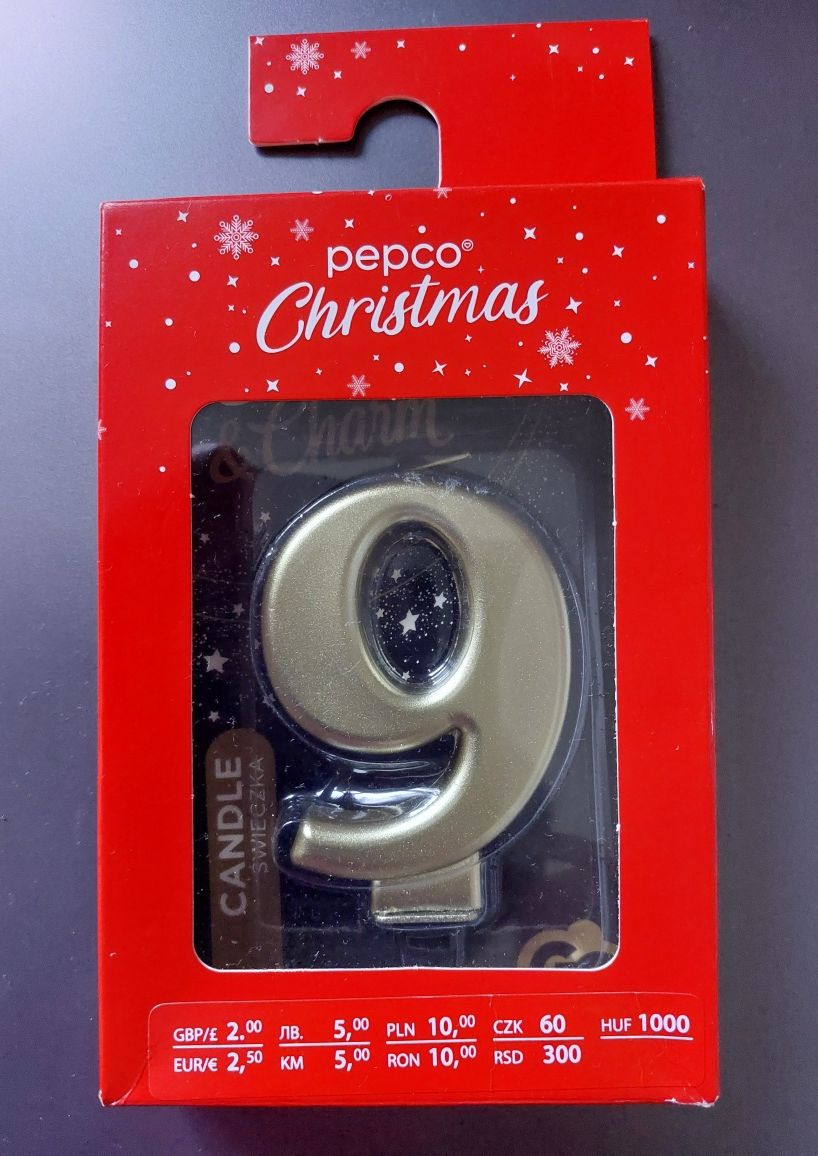 pepco
Christmas
& Charm
9
CANDLE
ŚWIECZKA
GBP/£ 2.00 ЛВ. 5,00 PLN 10,00 CZK 60 HUF 1000
EUR/€ 2,50 KM 5,00 RON 10,00 RSD 300